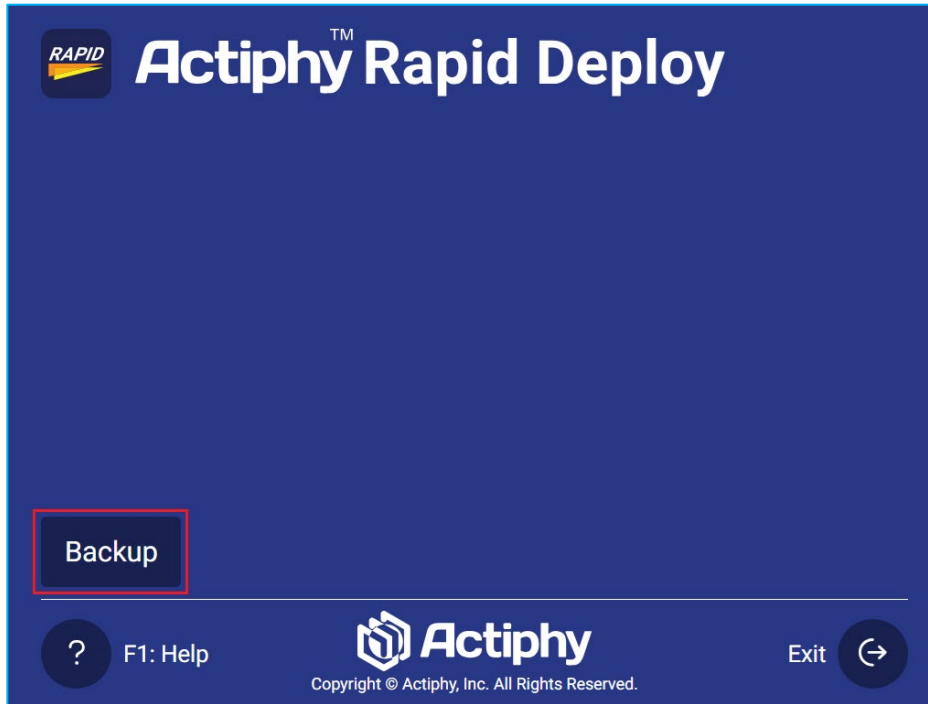 RAPID
Actiphy™ Rapid Deploy
Backup
? F1: Help
Actiphy
Copyright © Actiphy, Inc. All Rights Reserved.
Exit